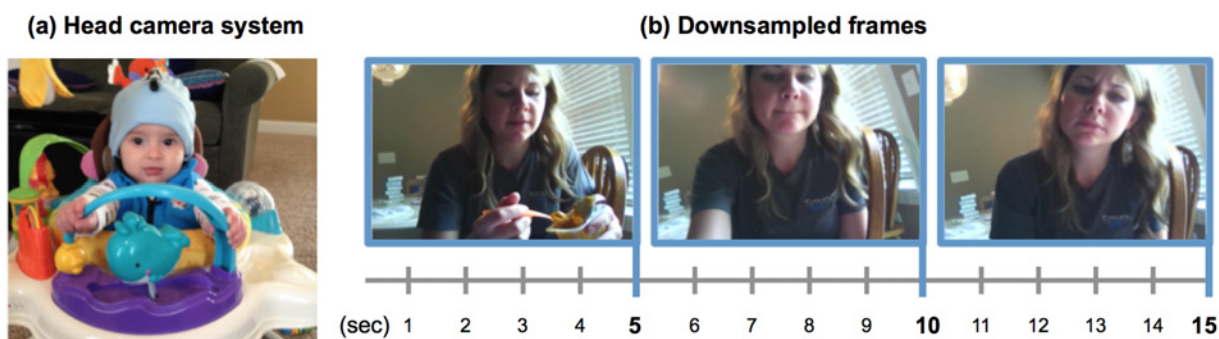 (a) Head camera system
(b) Downsampled frames
(sec) 1 2 3 4 5 6 7 8 9 10 11 12 13 14 15